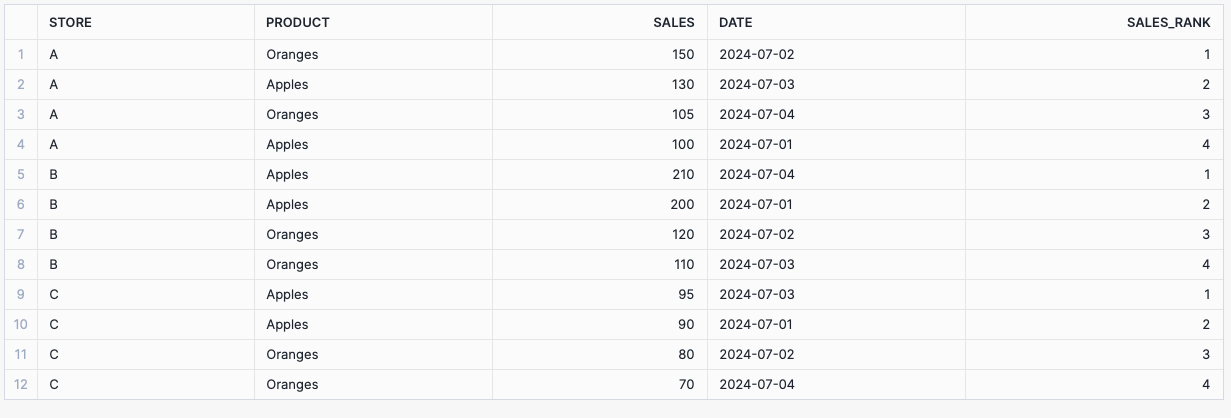 STORE PRODUCT SALES DATE SALES_RANK
1 A Oranges 150 2024-07-02 1
2 A Apples 130 2024-07-03 2
3 A Oranges 105 2024-07-04 3
4 A Apples 100 2024-07-01 4
5 B Apples 210 2024-07-04 1
6 B Apples 200 2024-07-01 2
7 B Oranges 120 2024-07-02 3
8 B Oranges 110 2024-07-03 4
9 C Apples 95 2024-07-03 1
10 C Apples 90 2024-07-01 2
11 C Oranges 80 2024-07-02 3
12 C Oranges 70 2024-07-04 4